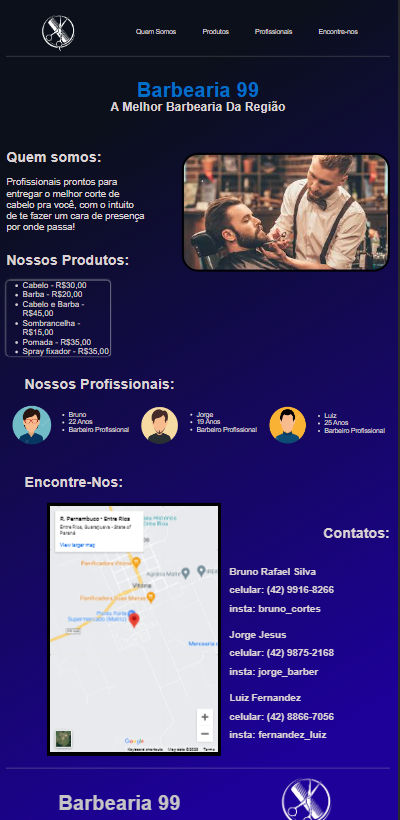 Quem Somos
Produtos
Profissionais
Encontre-nos
Barbearia 99
A Melhor Barbearia Da Região
Quem somos:
Profissionais prontos para
entregar o melhor corte de
cabelo pra você, com o intuito
de te fazer um cara de presença
por onde passa!
Nossos Produtos:
Cabelo - R$30,00
Barba - R$20,00
Cabelo e Barba -
R$45,00
Sombrancelha -
R$15,00
Pomada - R$35,00
Spray fixador - R$35,00
Nossos Profissionais:
Bruno
22 Anos
Barbeiro Profissional
Jorge
19 Anos
Barbeiro Profissional
Luiz
25 Anos
Barbeiro Profissional
Encontre-Nos:
R. Pernambuco - Entre Rios
Entre Rios, Guarapuava - State of
Paraná
View larger map
Agrária Matte
Vitória
Supermercado (Matriz)
Google
Keyboard shortcuts
Map data ©2023
Terms
Contatos:
Bruno Rafael Silva
celular: (42) 9916-8266
insta: bruno_cortes
Jorge Jesus
celular: (42) 9875-2168
insta: jorge_barber
Luiz Fernandez
celular: (42) 8866-7056
insta: fernandez_luiz
Barbearia 99